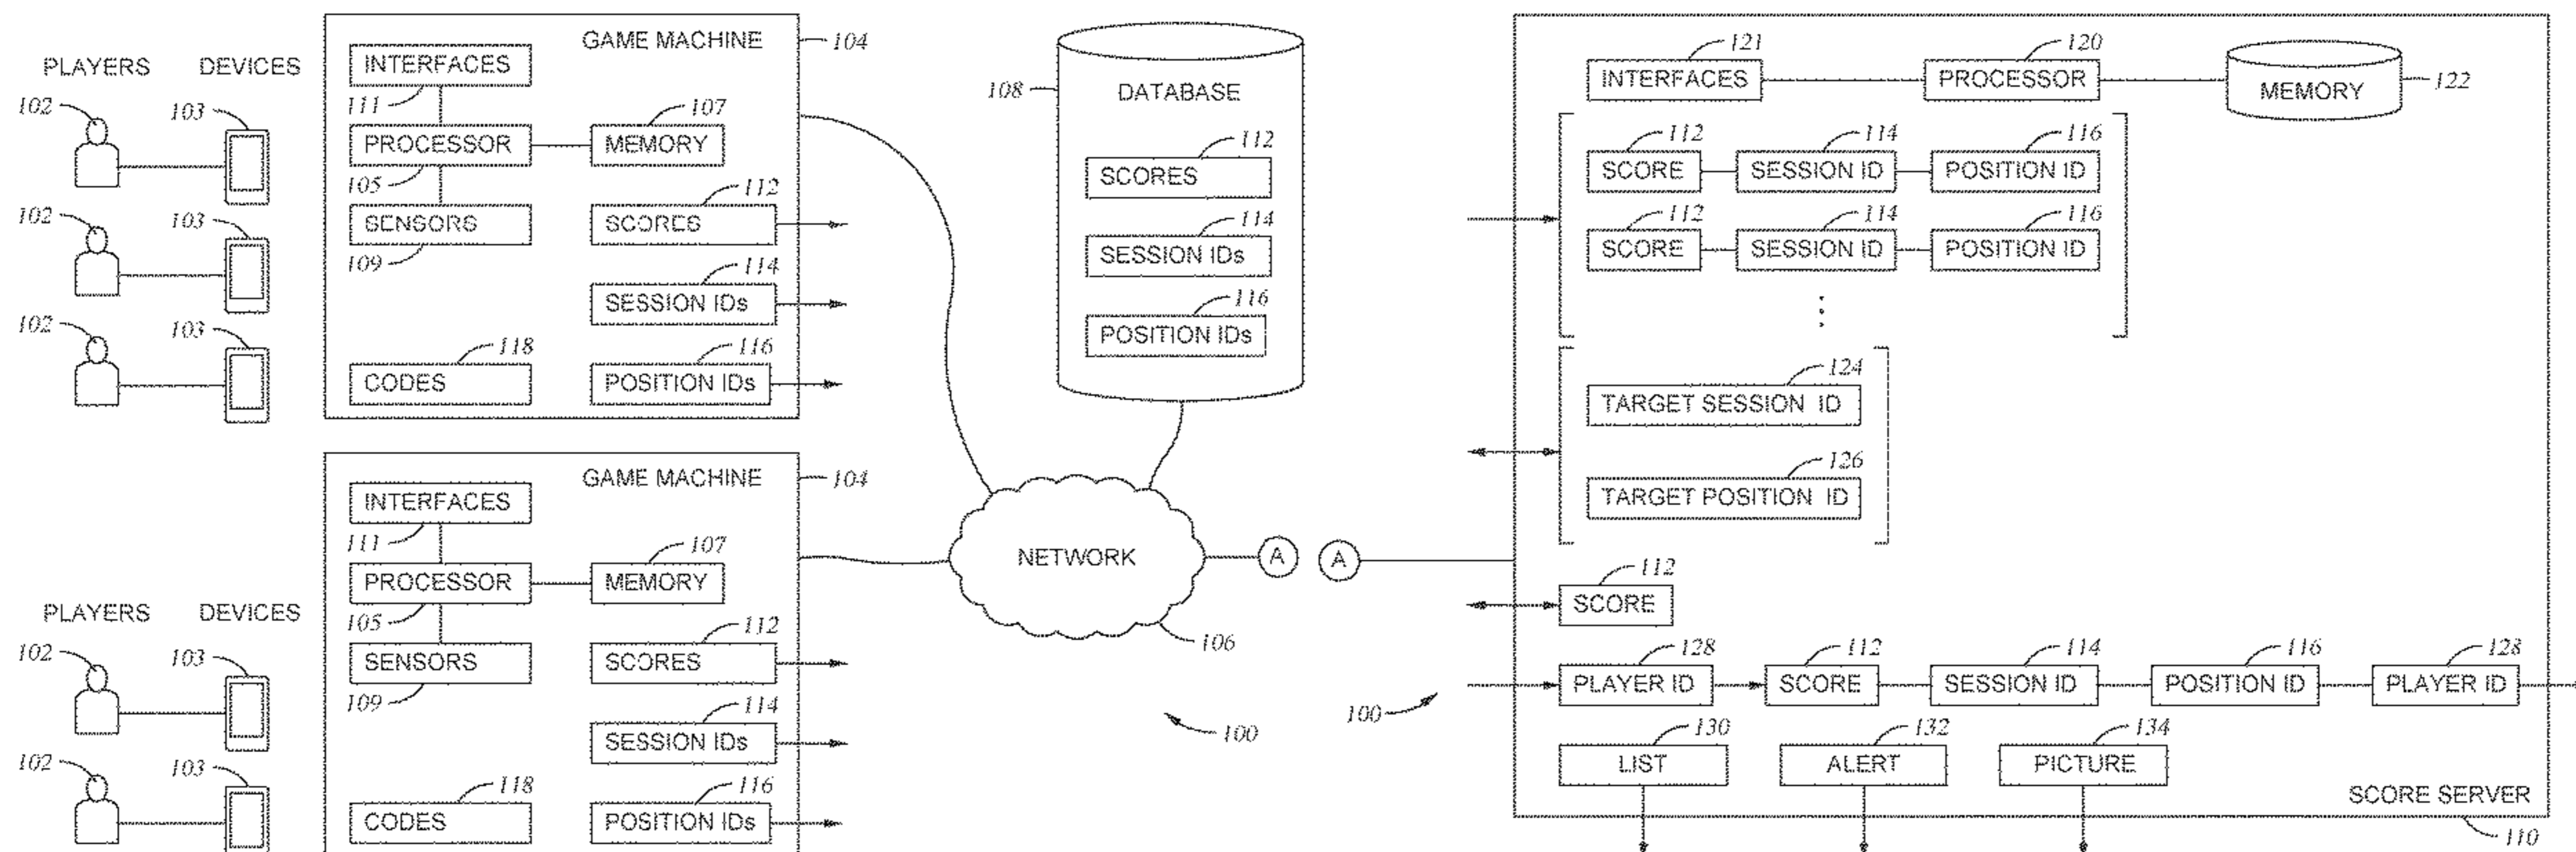 PLAYERS DEVICES
102 103
102 103
102 103
GAME MACHINE 104
INTERFACES
111 107
PROCESSOR MEMORY
105 112
SENSORS SCORES
109 114
SESSION IDs
118 116
CODES POSITION IDs
PLAYERS DEVICES
102 103
102 103
GAME MACHINE 104
INTERFACES
111 107
PROCESSOR MEMORY
105 112
SENSORS SCORES
109 114
SESSION IDs
118 116
CODES POSITION IDs
108 DATABASE
112
SCORES
114
SESSION IDs
116
POSITION IDs
NETWORK A A
106
100 100
121 120
INTERFACES PROCESSOR MEMORY 122
112 114 116
SCORE SESSION ID POSITION ID
112 114 116
SCORE SESSION ID POSITION ID
124
TARGET SESSION ID
126
TARGET POSITION ID
112
SCORE
128 112 114 116 128
PLAYER ID SCORE SESSION ID POSITION ID PLAYER ID
130 132 134
LIST ALERT PICTURE
SCORE SERVER
110